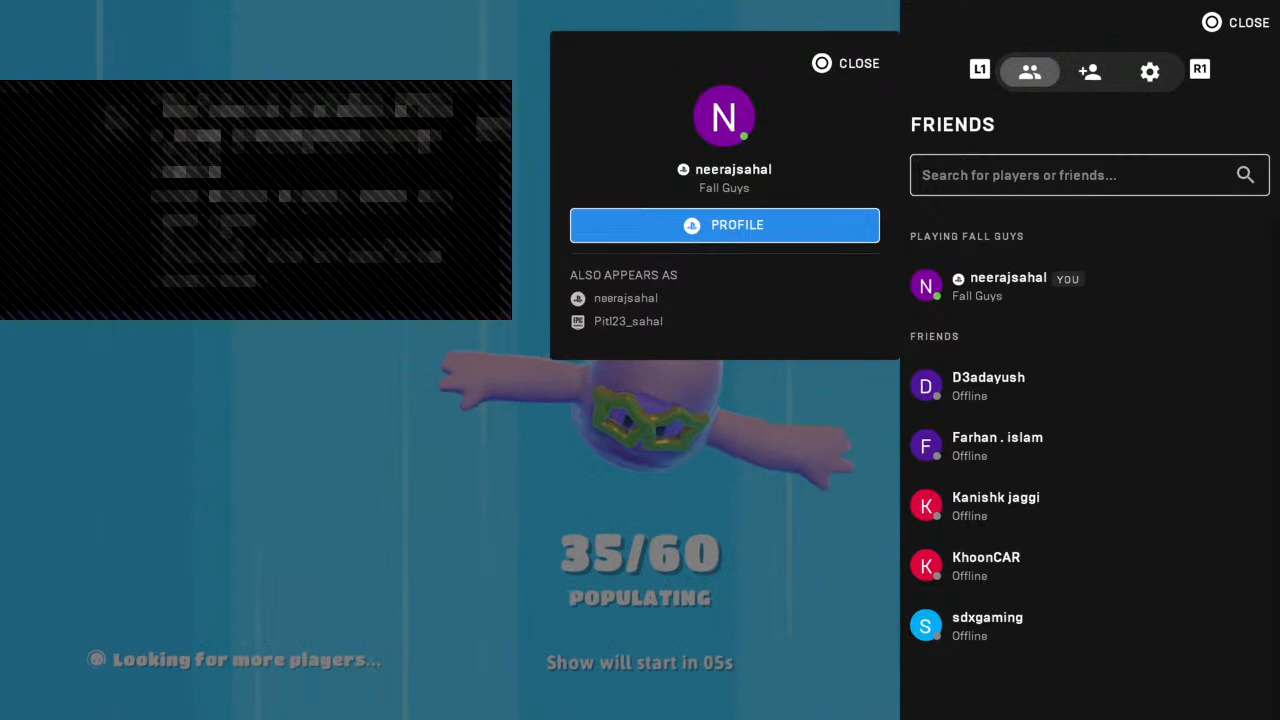 CLOSE
L1
R1
FRIENDS
Search for players or friends...
PLAYING FALL GUYS
N
neerajsahal YOU
Fall Guys
FRIENDS
D
D3adayush
Offline
F
Farhan . islam
Offline
K
Kanishk jaggi
Offline
K
KhoonCAR
Offline
S
sdxgaming
Offline
CLOSE
N
neerajsahal
Fall Guys
PROFILE
ALSO APPEARS AS
neerajsahal
EPIC
Pit123_sahal
35/60
POPULATING
Looking for more players...
Show will start in 05s